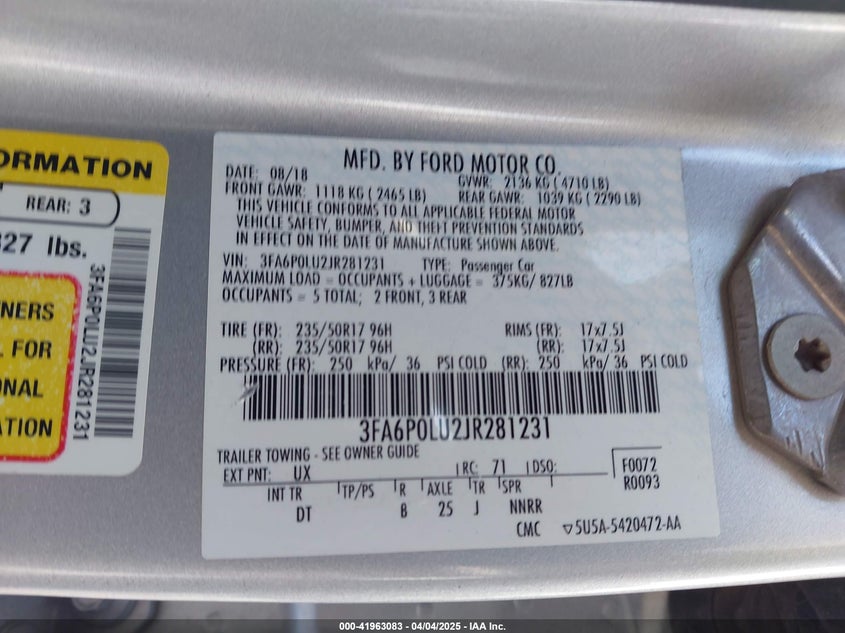 ORMATION
REAR: 3
827 lbs.
NERS
L FOR
ONAL
ATION
3FA6P0LU2JR281231
MFD. BY FORD MOTOR CO.
DATE: 08/18 GVWR: 2136 KG ( 4710 LB)
FRONT GAWR: 1118 KG ( 2465 LB) REAR GAWR: 1039 KG ( 2290 LB)
THIS VEHICLE CONFORMS TO ALL APPLICABLE FEDERAL MOTOR
VEHICLE SAFETY, BUMPER, AND THEFT PREVENTION STANDARDS
IN EFFECT ON THE DATE OF MANUFACTURE SHOWN ABOVE.
VIN: 3FA6P0LU2JR281231 TYPE: Passenger Car
MAXIMUM LOAD = OCCUPANTS + LUGGAGE = 375KG/ 827LB
OCCUPANTS = 5 TOTAL; 2 FRONT, 3 REAR
TIRE (FR): 235/50R17 96H RIMS (FR): 17x7.5J
(RR): 235/50R17 96H (RR): 17x7.5J
PRESSURE (FR): 250 kPa/ 36 PSI COLD (RR): 250 kPa/ 36 PSI COLD
3FA6P0LU2JR281231
TRAILER TOWING - SEE OWNER GUIDE
EXT PNT: UX RC: 71 DSO: F0072
R0093
INT TR TP/PS R AXLE TR SPR
DT B 25 J NNRR
CMC ▽5U5A-5420472-AA
000-41963083 - 04/04/2025 - IAA Inc.